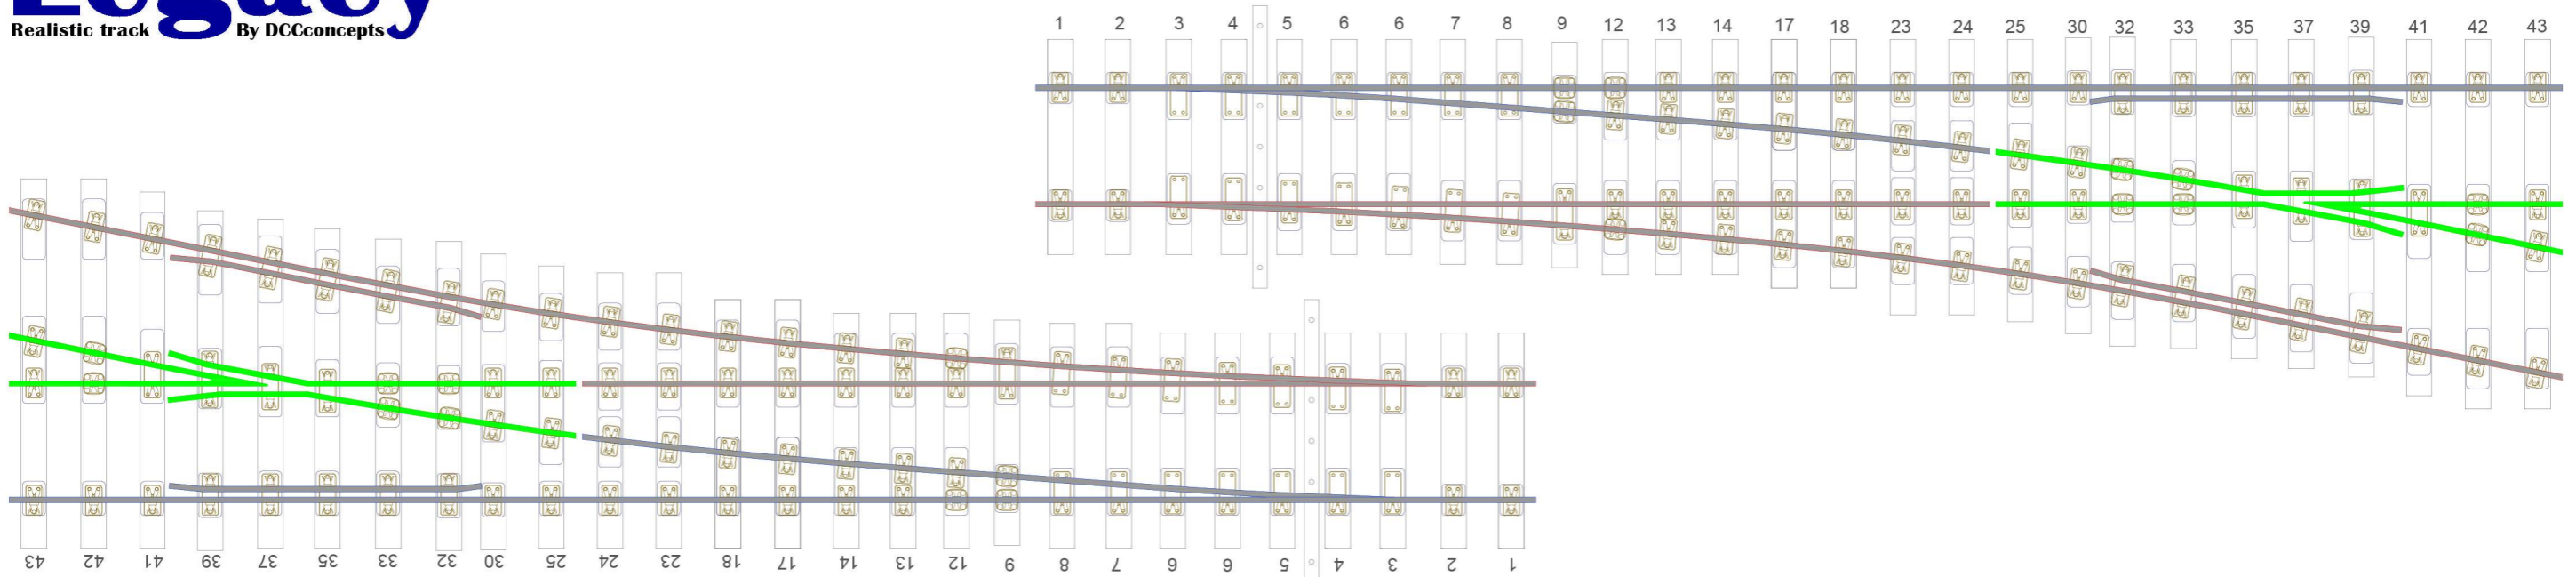 Legacy
Realistic track By DCCconcepts
1 2 3 4 5 6 6 7 8 9 12 13 14 17 18 23 24 25 30 32 33 35 37 39 41 42 43
43 42 41 39 37 35 33 32 30 25 24 23 18 17 14 13 12 9 8 7 6 6 5 4 3 2 1